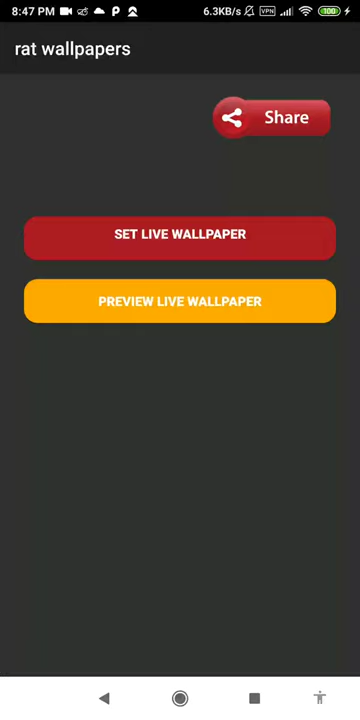 8:47 PM P 6.3KB/s VPN 100
rat wallpapers
Share
SET LIVE WALLPAPER
PREVIEW LIVE WALLPAPER